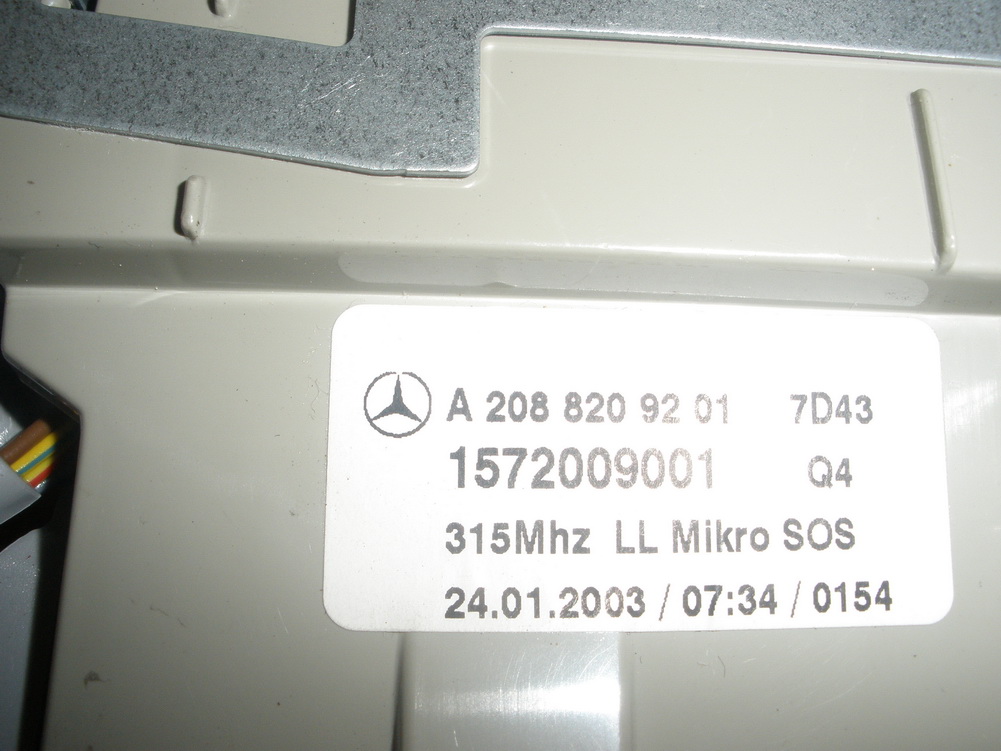 A 208 820 92 01 7D43
1572009001 Q4
315Mhz LL Mikro SOS
24.01.2003 / 07:34 / 0154